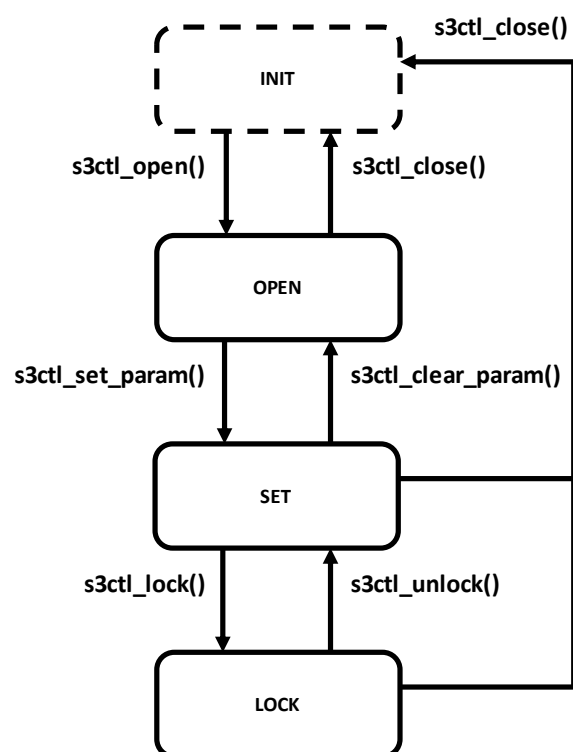 s3ctl_close()
INIT
s3ctl_open()
s3ctl_close()
OPEN
s3ctl_set_param()
s3ctl_clear_param()
SET
s3ctl_lock()
s3ctl_unlock()
LOCK